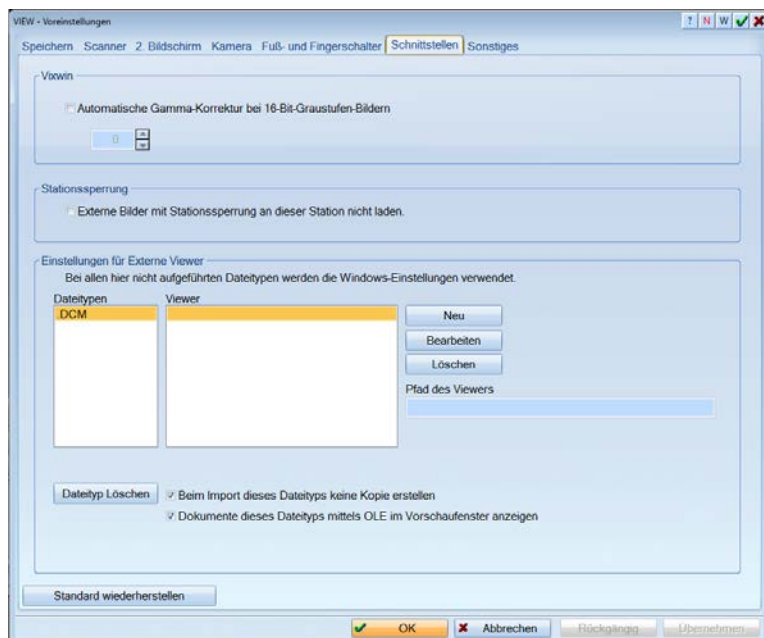 VIEW - Voreinstellungen
? N W
Speichern Scanner 2. Bildschirm Kamera Fuß- und Fingerschalter Schnittstellen Sonstiges
Vixwin
Automatische Gamma-Korrektur bei 16-Bit-Graustufen-Bildern
0
Stationssperrung
Externe Bilder mit Stationssperrung an dieser Station nicht laden.
Einstellungen für Externe Viewer
Bei allen hier nicht aufgeführten Dateitypen werden die Windows-Einstellungen verwendet.
Dateitypen Viewer
.DCM
Neu
Bearbeiten
Löschen
Pfad des Viewers
Dateityp Löschen
Beim Import dieses Dateityps keine Kopie erstellen
Dokumente dieses Dateityps mittels OLE im Vorschaufenster anzeigen
Standard wiederherstellen
OK Abbrechen Rückgängig Übernehmen